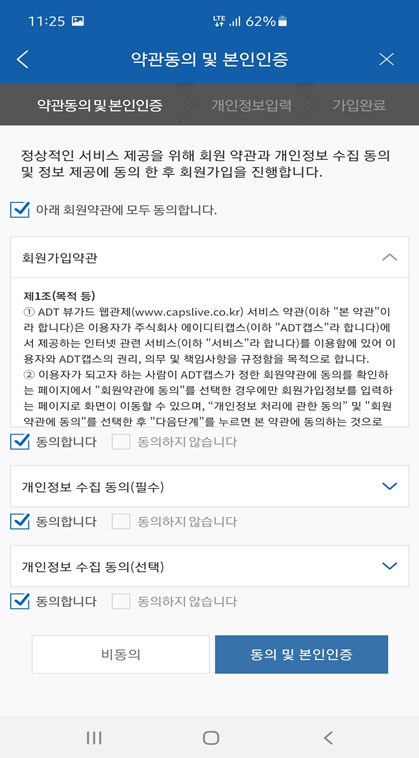 11:25 LTE 62%
약관동의 및 본인인증
약관동의 및 본인인증 개인정보입력 가입완료
정상적인 서비스 제공을 위해 회원 약관과 개인정보 수집 동의
및 정보 제공에 동의 한 후 회원가입을 진행합니다.
아래 회원약관에 모두 동의합니다.
회원가입약관
제1조(목적 등)
① ADT 뷰가드 웹관제(www.capslive.co.kr) 서비스 약관(이하 "본 약관"이
라 합니다)은 이용자가 주식회사 에이디티캡스(이하 "ADT캡스"라 합니다)에
서 제공하는 인터넷 관련 서비스(이하 "서비스"라 합니다)를 이용함에 있어 이
용자와 ADT캡스의 권리, 의무 및 책임사항을 규정함을 목적으로 합니다.
② 이용자가 되고자 하는 사람이 ADT캡스가 정한 회원약관에 동의를 확인하
는 페이지에서 "회원약관에 동의"를 선택한 경우에만 회원가입정보를 입력하
는 페이지로 화면이 이동할 수 있으며, "개인정보 처리에 관한 동의" 및 "회원
약관에 동의"를 선택한 후 "다음단계"를 누르면 본 약관에 동의하는 것으로
동의합니다 동의하지 않습니다
개인정보 수집 동의(필수)
동의합니다 동의하지 않습니다
개인정보 수집 동의(선택)
동의합니다 동의하지 않습니다
비동의 동의 및 본인인증